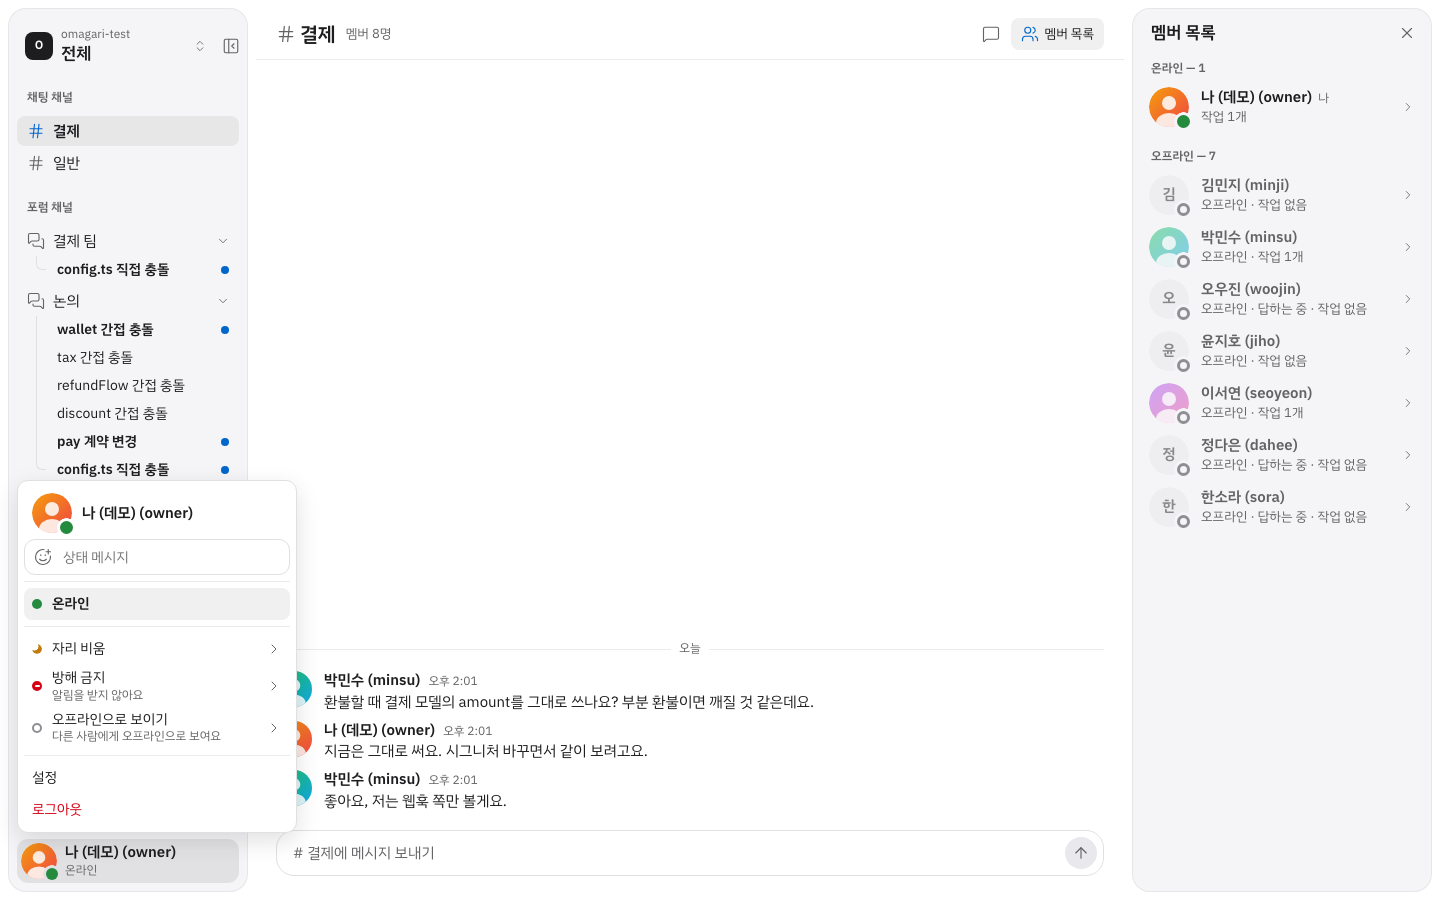 O
omagari-test
전체
채팅 채널
결제
일반
포럼 채널
결제 팀
config.ts 직접 충돌
논의
wallet 간접 충돌
tax 간접 충돌
refundFlow 간접 충돌
discount 간접 충돌
pay 계약 변경
config.ts 직접 충돌
나 (데모) (owner)
상태 메시지
온라인
자리 비움
방해 금지
알림을 받지 않아요
오프라인으로 보이기
다른 사람에게 오프라인으로 보여요
설정
로그아웃
나 (데모) (owner)
온라인
# 결제 멤버 8명
멤버 목록
오늘
박민수 (minsu) 오후 2:01
환불할 때 결제 모델의 amount를 그대로 쓰나요? 부분 환불이면 깨질 것 같은데요.
나 (데모) (owner) 오후 2:01
지금은 그대로 써요. 시그니처 바꾸면서 같이 보려고요.
박민수 (minsu) 오후 2:01
좋아요, 저는 웹훅 쪽만 볼게요.
# 결제에 메시지 보내기
멤버 목록
온라인 — 1
나 (데모) (owner) 나
작업 1개
오프라인 — 7
김
김민지 (minji)
오프라인 · 작업 없음
박민수 (minsu)
오프라인 · 작업 1개
오
오우진 (woojin)
오프라인 · 답하는 중 · 작업 없음
윤
윤지호 (jiho)
오프라인 · 작업 없음
이서연 (seoyeon)
오프라인 · 작업 1개
정
정다은 (dahee)
오프라인 · 답하는 중 · 작업 없음
한
한소라 (sora)
오프라인 · 답하는 중 · 작업 없음